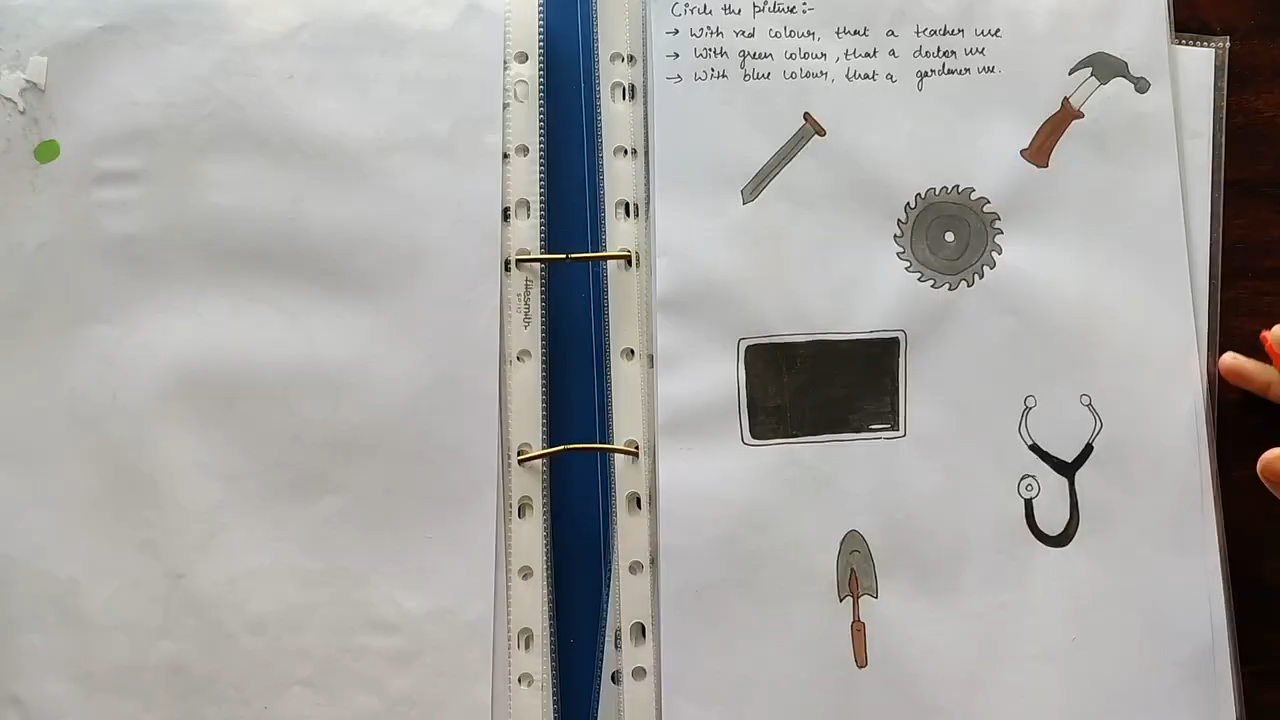 Circle the picture:-
→ With red colour, that a teacher use
→ With green colour, that a doctor use
→ With blue colour, that a gardener use.
filesmith